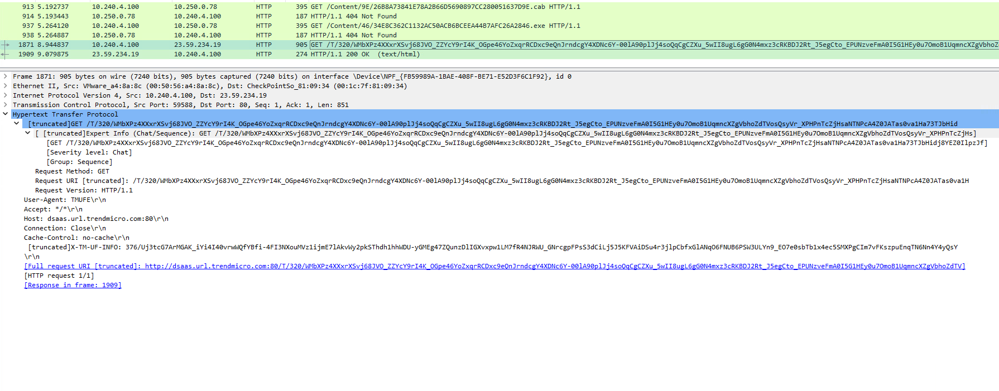 913 5.192737 10.240.4.100 10.250.0.78 HTTP 395 GET /Content/9E/26B8A73841E78A2B66D5690897CC280051637D9E.cab HTTP/1.1
914 5.193443 10.250.0.78 10.240.4.100 HTTP 187 HTTP/1.1 404 Not Found
937 5.264120 10.240.4.100 10.250.0.78 HTTP 395 GET /Content/46/34E8C362C1132AC50ACB6BCEEA44B7AFC26A2846.exe HTTP/1.1
938 5.264887 10.250.0.78 10.240.4.100 HTTP 187 HTTP/1.1 404 Not Found
1871 8.944837 10.240.4.100 23.59.234.19 HTTP 905 GET /T/320/WMbXPz4XXxrXSvj68JVO_ZZYcY9rI4K_OGpe46YoZxqrRCDxc9eQnJrndcgY4XDNc6Y-00lA90plJj4soQqCgCZXu_5wII8ugL6gG0N4mxz3cRKBDJ2Rt_J5egCto_EPUNzveFmA0I5G1HEy0u7OmoB1UqmncXZgVbhoZ
1909 9.079875 23.59.234.19 10.240.4.100 HTTP 274 HTTP/1.1 200 OK (text/html)
Frame 1871: 905 bytes on wire (7240 bits), 905 bytes captured (7240 bits) on interface \Device\NPF_{FB59989A-1BAE-408F-BE71-E52D3F6C1F92}, id 0
Ethernet II, Src: VMware_a4:8a:8c (00:50:56:a4:8a:8c), Dst: CheckPointSo_81:09:34 (00:1c:7f:81:09:34)
Internet Protocol Version 4, Src: 10.240.4.100, Dst: 23.59.234.19
Transmission Control Protocol, Src Port: 59588, Dst Port: 80, Seq: 1, Ack: 1, Len: 851
Hypertext Transfer Protocol
[truncated]GET /T/320/WMbXPz4XXxrXSvj68JVO_ZZYcY9rI4K_OGpe46YoZxqrRCDxc9eQnJrndcgY4XDNc6Y-00lA90plJj4soQqCgCZXu_5wII8ugL6gG0N4mxz3cRKBDJ2Rt_J5egCto_EPUNzveFmA0I5G1HEy0u7OmoB1UqmncXZgVbhoZdTVosQsyVr_XPHPnTcZjHsaNTNPcA4Z0JATas0va1Ha73TJbHid
[ [truncated]Expert Info (Chat/Sequence): GET /T/320/WMbXPz4XXxrXSvj68JVO_ZZYcY9rI4K_OGpe46YoZxqrRCDxc9eQnJrndcgY4XDNc6Y-00lA90plJj4soQqCgCZXu_5wII8ugL6gG0N4mxz3cRKBDJ2Rt_J5egCto_EPUNzveFmA0I5G1HEy0u7OmoB1UqmncXZgVbhoZdTVosQsyVr_XPHPnTcZjHs]
[GET /T/320/WMbXPz4XXxrXSvj68JVO_ZZYcY9rI4K_OGpe46YoZxqrRCDxc9eQnJrndcgY4XDNc6Y-00lA90plJj4soQqCgCZXu_5wII8ugL6gG0N4mxz3cRKBDJ2Rt_J5egCto_EPUNzveFmA0I5G1HEy0u7OmoB1UqmncXZgVbhoZdTVosQsyVr_XPHPnTcZjHsaNTNPcA4Z0JATas0va1Ha73TJbHidj8YEZ0IlpzJf]
[Severity level: Chat]
[Group: Sequence]
Request Method: GET
Request URI [truncated]: /T/320/WMbXPz4XXxrXSvj68JVO_ZZYcY9rI4K_OGpe46YoZxqrRCDxc9eQnJrndcgY4XDNc6Y-00lA90plJj4soQqCgCZXu_5wII8ugL6gG0N4mxz3cRKBDJ2Rt_J5egCto_EPUNzveFmA0I5G1HEy0u7OmoB1UqmncXZgVbhoZdTVosQsyVr_XPHPnTcZjHsaNTNPcA4Z0JATas0va1H
Request Version: HTTP/1.1
User-Agent: TMUFE\r\n
Accept: */*\r\n
Host: dsaas.url.trendmicro.com:80\r\n
Connection: Close\r\n
Cache-Control: no-cache\r\n
[truncated]X-TM-UF-INFO: 376/Uj3tcG7ArMGAK_iYi4I40vrwWQfYBfi-4FI3NXouMVz1ijmE7lAkvWy2pkSThdh1hhWDU-yGMEg47ZQunzDlIGXvxpw1LM7fR4NJRWU_GNrcgpFPsS3dCiLj5J5KFVAiDSu4r3jlpCbfxGlANqO6FNUB6PSW3ULYn9_EO7e0sbTb1x4ec5SMXPgCIm7vFKszpuEnqTN6Nn4Y4yQsY
\r\n
[Full request URI [truncated]: http://dsaas.url.trendmicro.com:80/T/320/WMbXPz4XXxrXSvj68JVO_ZZYcY9rI4K_OGpe46YoZxqrRCDxc9eQnJrndcgY4XDNc6Y-00lA90plJj4soQqCgCZXu_5wII8ugL6gG0N4mxz3cRKBDJ2Rt_J5egCto_EPUNzveFmA0I5G1HEy0u7OmoB1UqmncXZgVbhoZdTV]
[HTTP request 1/1]
[Response in frame: 1909]